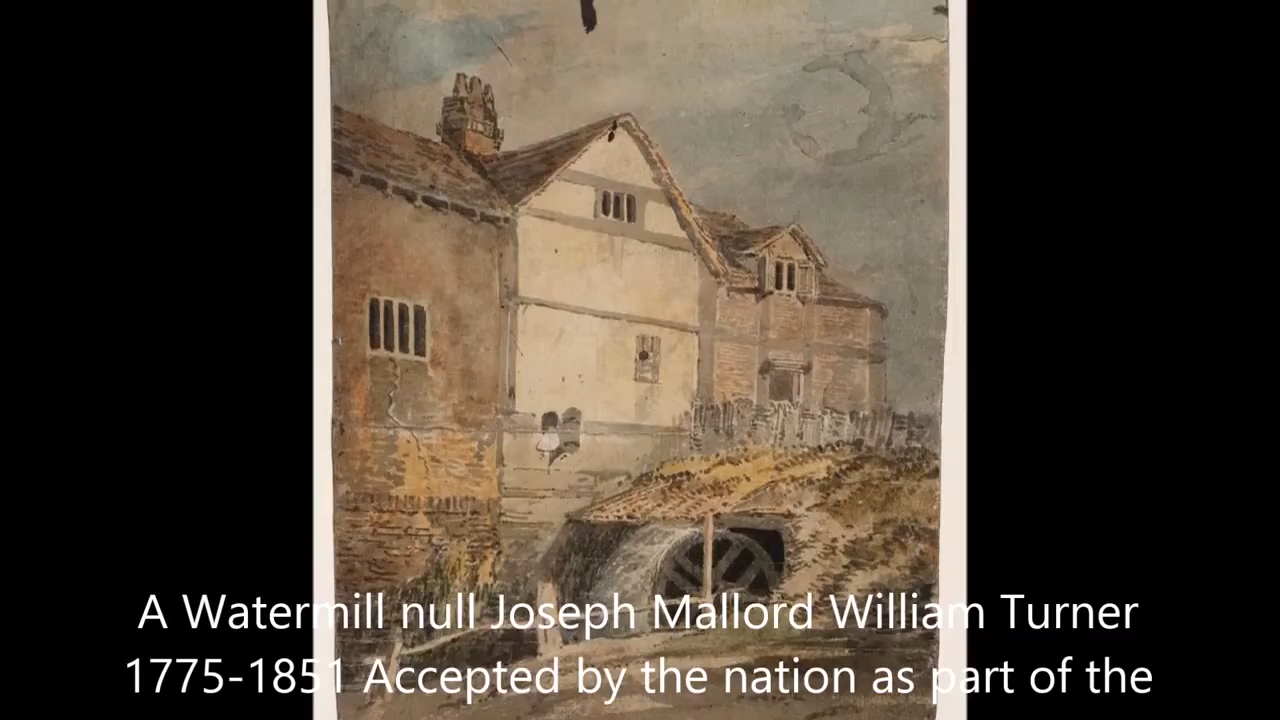 A Watermill null Joseph Mallord William Turner
1775-1851 Accepted by the nation as part of the